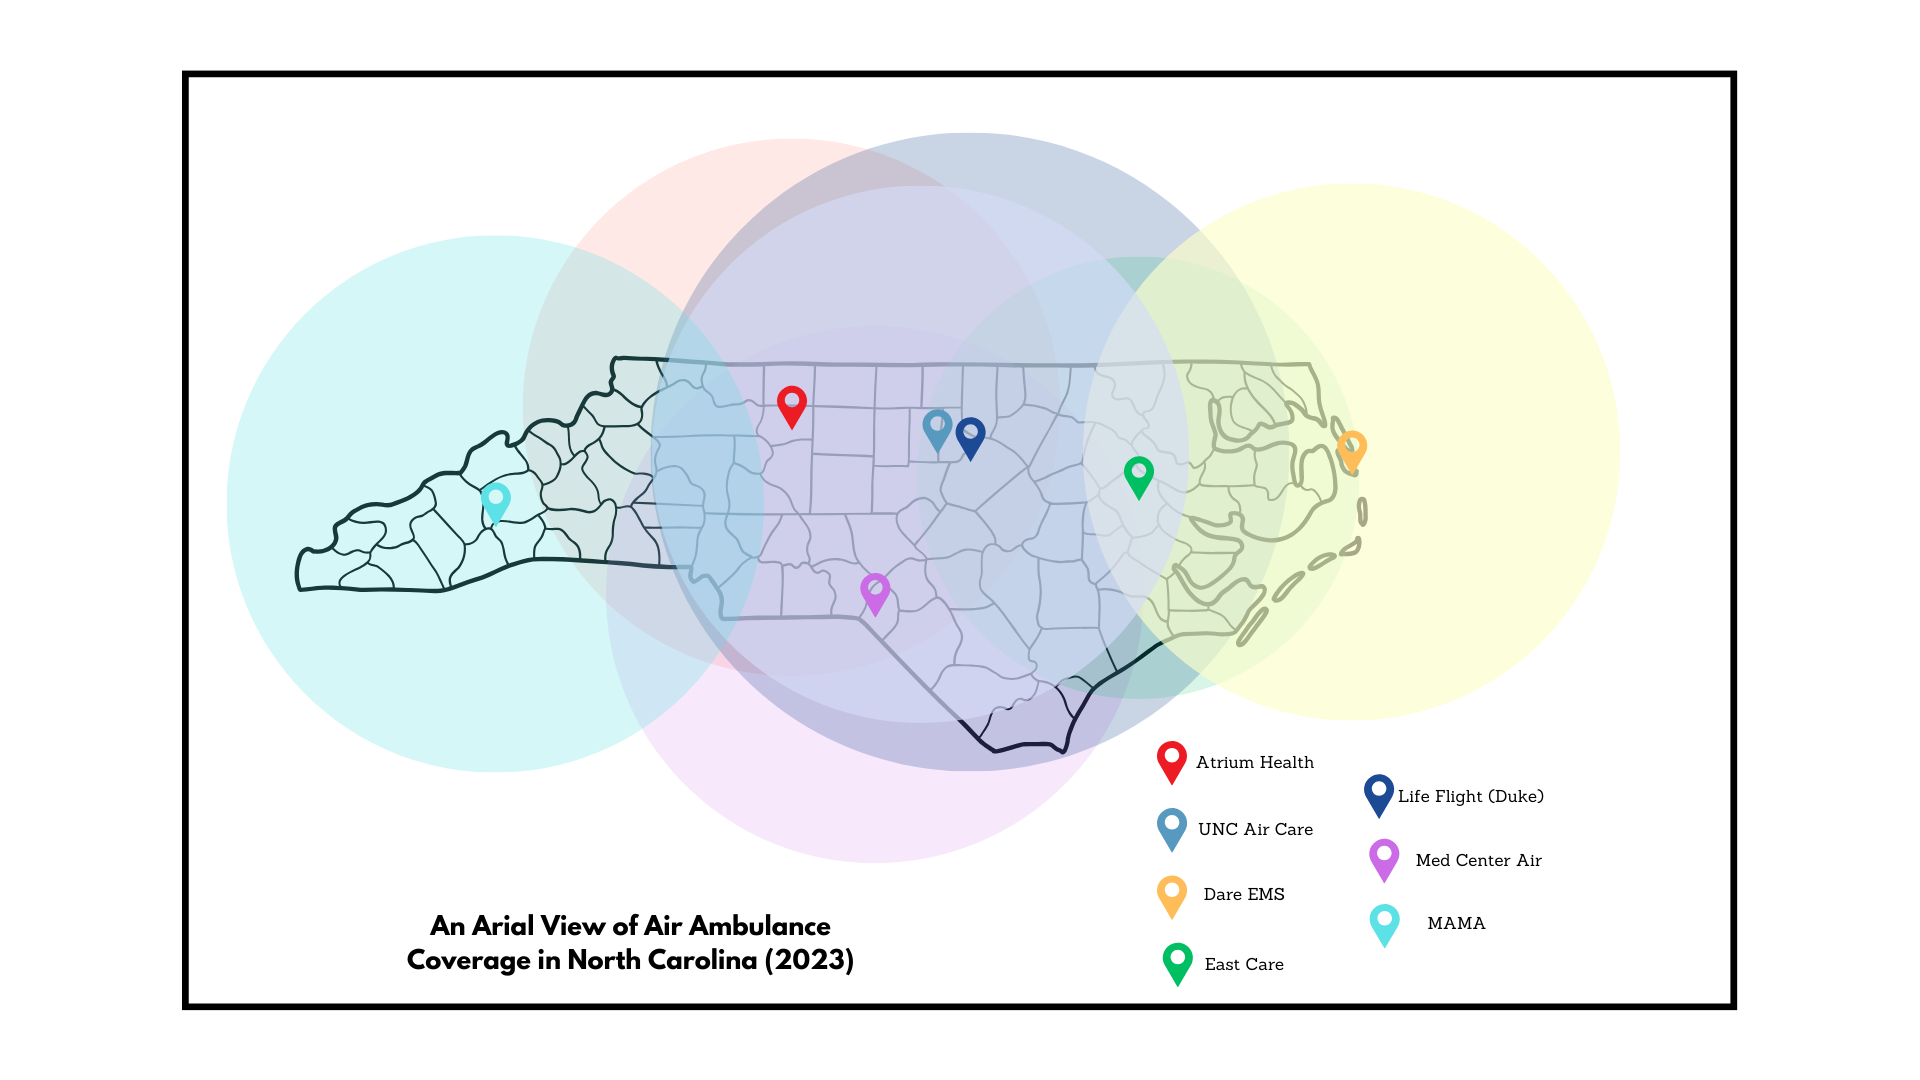 Atrium Health
Life Flight (Duke)
UNC Air Care
Med Center Air
Dare EMS
MAMA
East Care
An Arial View of Air Ambulance
Coverage in North Carolina (2023)